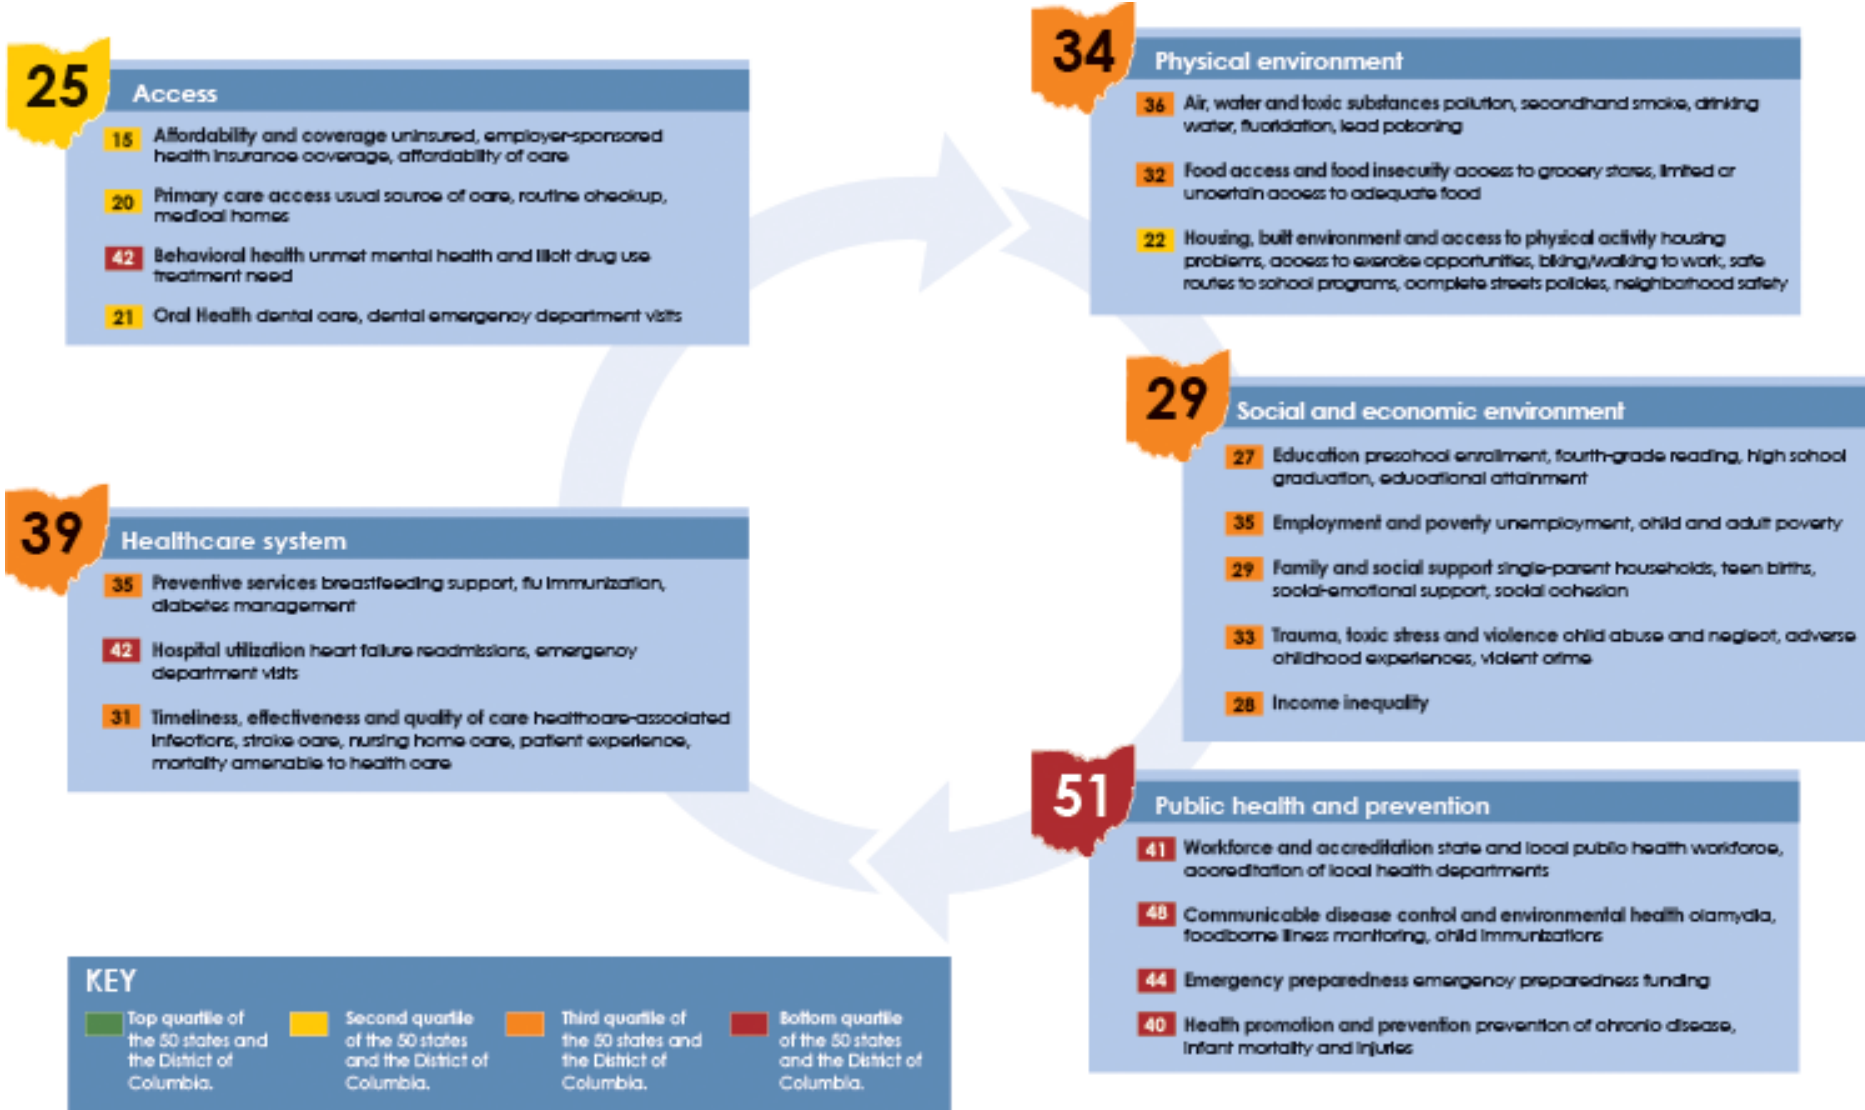 25
Access
15 Affordability and coverage uninsured, employer-sponsored
health insurance coverage, affordability of care
20 Primary care access usual source of care, routine checkup,
medical homes
42 Behavioral health unmet mental health and illicit drug use
treatment need
21 Oral Health dental care, dental emergency department visits
34
Physical environment
36 Air, water and toxic substances pollution, secondhand smoke, drinking
water, fluoridation, lead poisoning
32 Food access and food insecurity access to grocery stores, limited or
uncertain access to adequate food
22 Housing, built environment and access to physical activity housing
problems, access to exercise opportunities, biking/walking to work, safe
routes to school programs, complete streets policies, neighborhood safety
29
Social and economic environment
27 Education preschool enrollment, fourth-grade reading, high school
graduation, educational attainment
35 Employment and poverty unemployment, child and adult poverty
29 Family and social support single-parent households, teen births,
social-emotional support, social cohesion
33 Trauma, toxic stress and violence child abuse and neglect, adverse
childhood experiences, violent crime
28 Income inequality
39
Healthcare system
35 Preventive services breastfeeding support, flu immunization,
diabetes management
42 Hospital utilization heart failure readmissions, emergency
department visits
31 Timeliness, effectiveness and quality of care healthcare-associated
infections, stroke care, nursing home care, patient experience,
mortality amenable to health care
51
Public health and prevention
41 Workforce and accreditation state and local public health workforce,
accreditation of local health departments
48 Communicable disease control and environmental health clamydia,
foodborne illness monitoring, child immunizations
44 Emergency preparedness emergency preparedness funding
40 Health promotion and prevention prevention of chronic disease,
infant mortality and injuries
KEY
Top quartile of
the 50 states and
the District of
Columbia.
Second quartile
of the 50 states
and the District of
Columbia.
Third quartile of
the 50 states and
the District of
Columbia.
Bottom quartile
of the 50 states
and the District of
Columbia.